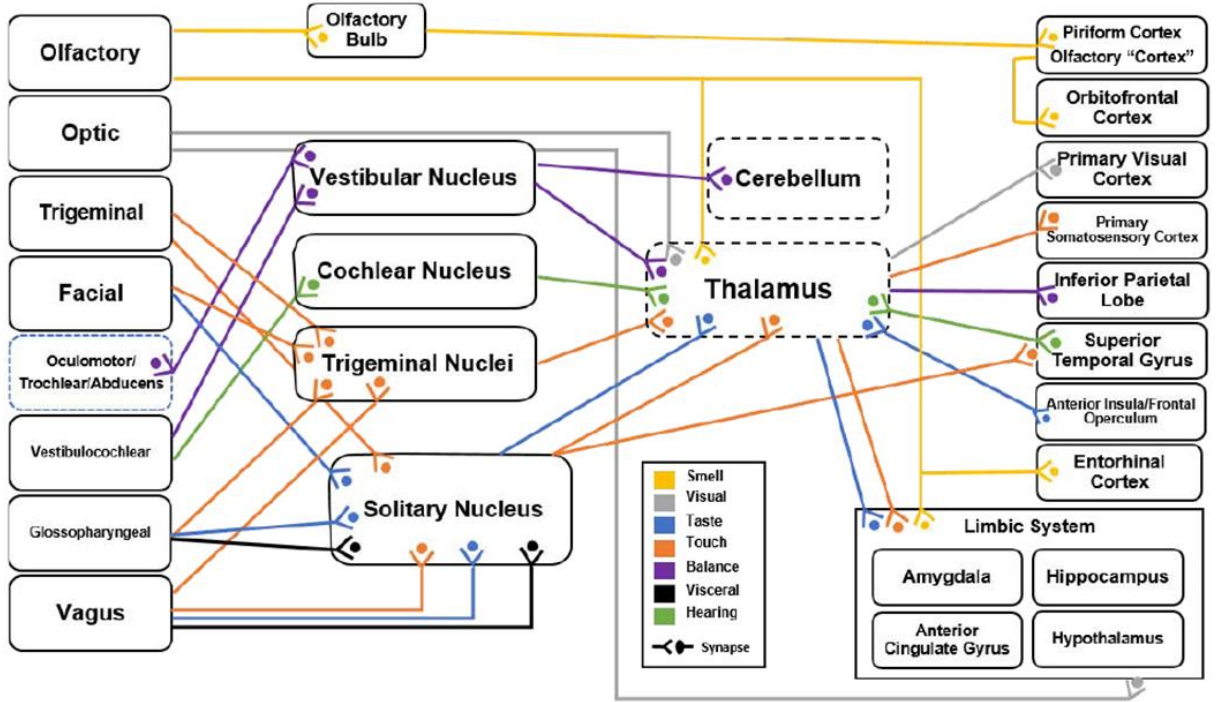 Olfactory
Optic
Trigeminal
Facial
Oculomotor/
Trochlear/Abducens
Vestibulocochlear
Glossopharyngeal
Vagus
Olfactory
Bulb
Vestibular Nucleus
Cochlear Nucleus
Trigeminal Nuclei
Solitary Nucleus
Cerebellum
Thalamus
Smell
Visual
Taste
Touch
Balance
Visceral
Hearing
Synapse
Piriform Cortex
Olfactory “Cortex”
Orbitofrontal
Cortex
Primary Visual
Cortex
Primary
Somatosensory Cortex
Inferior Parietal
Lobe
Superior
Temporal Gyrus
Anterior Insula/Frontal
Operculum
Entorhinal
Cortex
Limbic System
Amygdala
Hippocampus
Anterior
Cingulate Gyrus
Hypothalamus